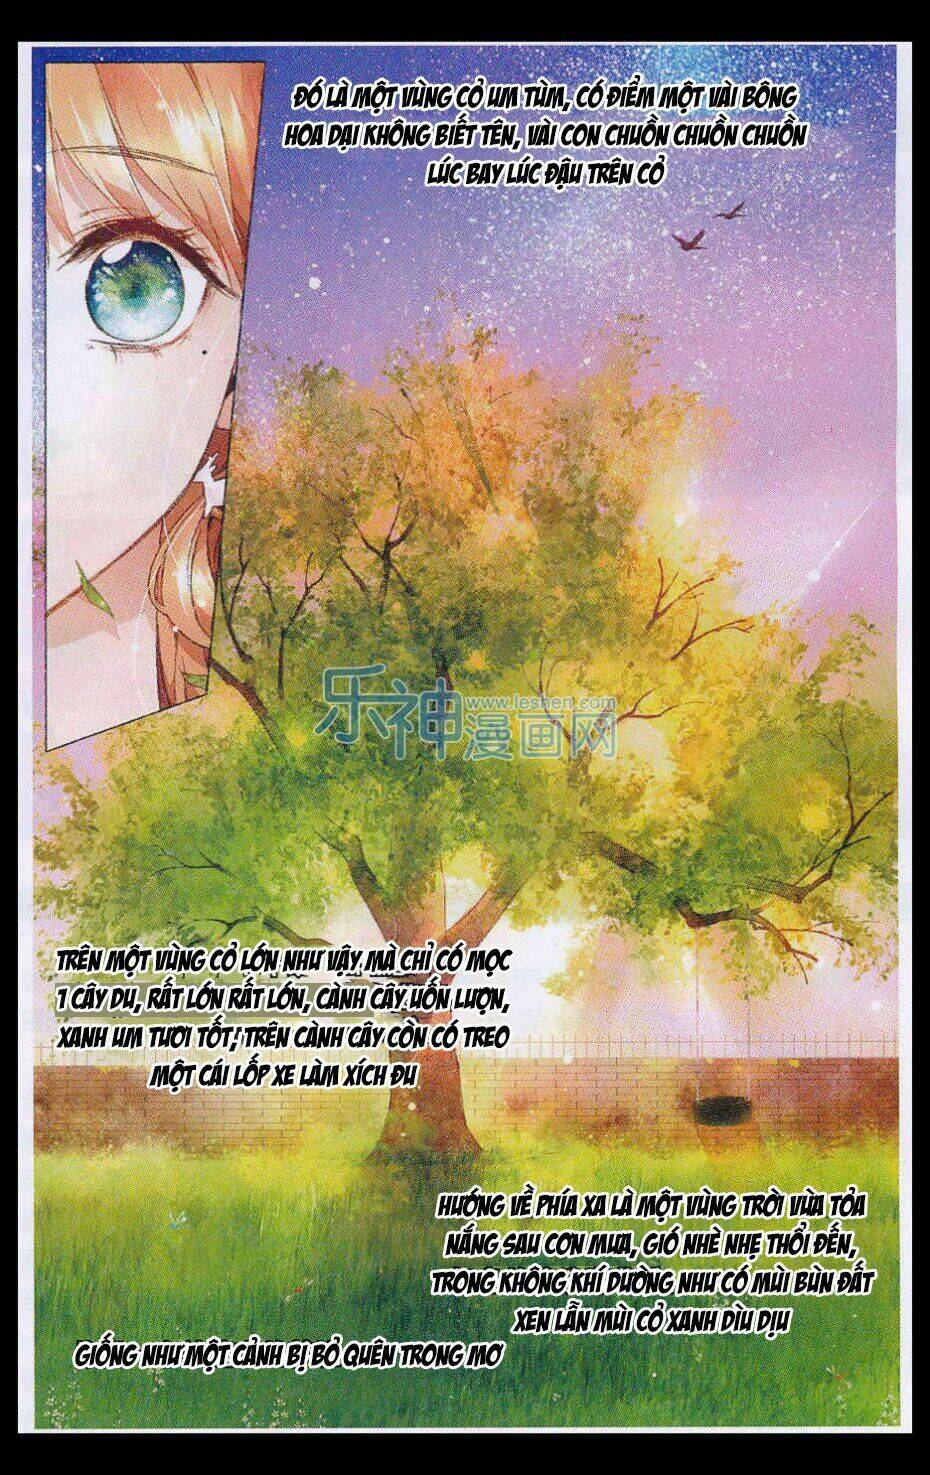 ĐÓ LÀ MỘT VÙNG CỎ UM TÙM, CÓ ĐIỂM MỘT VÀI BÔNG
HOA DẠI KHÔNG BIẾT TÊN, VÀI CON CHUỒN CHUỒN CHUỒN
LÚC BAY LÚC ĐẬU TRÊN CỎ
乐神漫画网
www.leshen.com
TRÊN MỘT VÙNG CỎ LỚN NHƯ VẬY MÀ CHỈ CÓ MỌC
1 CÂY DU, RẤT LỚN RẤT LỚN, CÀNH CÂY UỐN LƯỢN,
XANH UM TƯƠI TỐT, TRÊN CÀNH CÂY CÒN CÓ TREO
MỘT CÁI LỐP XE LÀM XÍCH ĐU
HƯỚNG VỀ PHÍA XA LÀ MỘT VÙNG TRỜI VỪA TỎA
NẮNG SAU CƠN MƯA, GIÓ NHÈ NHẸ THỔI ĐẾN,
TRONG KHÔNG KHÍ DƯỜNG NHƯ CÓ MÙI BÙN ĐẤT
XEN LẪN MÙI CỎ XANH DÌU DỊU
GIỐNG NHƯ MỘT CẢNH BỊ BỎ QUÊN TRONG MƠ